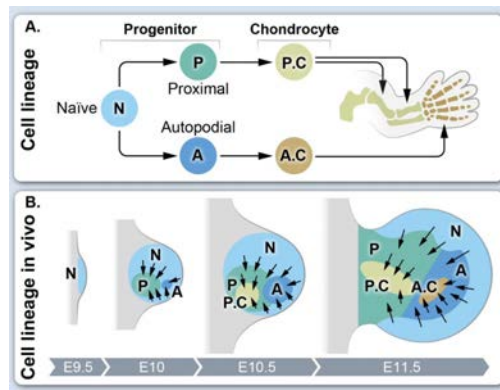 A.
Cell lineage
Progenitor
Chondrocyte
P
P.C
Proximal
Naïve
N
Autopodial
A
A.C
B.
Cell lineage in vivo
N
N
P
A
N
P
A
P.C
N
P
A
P.C
A.C
E9.5
E10
E10.5
E11.5